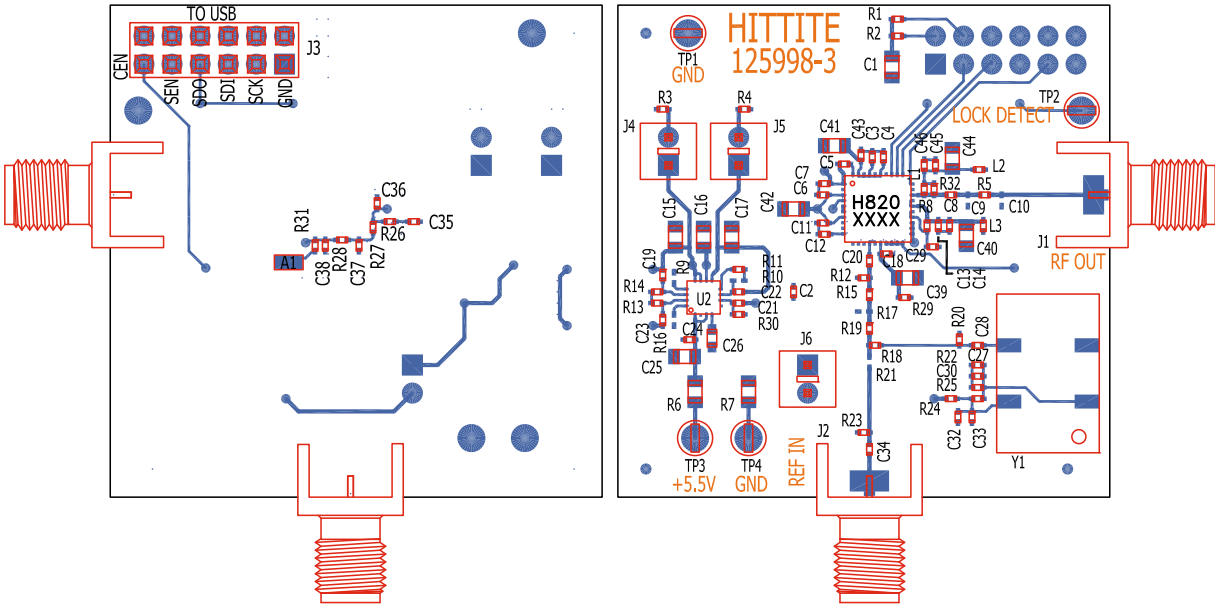 TO USB
J3
CEN
SEN
SDO
SDI
SCK
GND
C36
C35
R26
R31
R27
R28
C38
C37
A1
HITTITE
125998-3
TP1
GND
R1
R2
C1
TP2
LOCK DETECT
R3
R4
J4
J5
C41
C43
C3
C4
C46
C45
C44
L1
L2
C5
C7
C6
C42
C11
C12
H820
XXXX
R32
R5
R8
C8
C9
C10
L3
C40
J1
RF OUT
C15
C16
C17
C19
R9
R11
R10
R14
R13
U2
C22
C21
R30
C2
C23
R16
C24
C25
C26
C20
C18
C29
C13
C14
R12
R15
C39
R29
R17
R19
R18
R21
R20
C28
R22
C27
C30
R25
R24
C32
C33
Y1
J6
R6
R7
R23
C34
J2
REF IN
TP3
+5.5V
TP4
GND